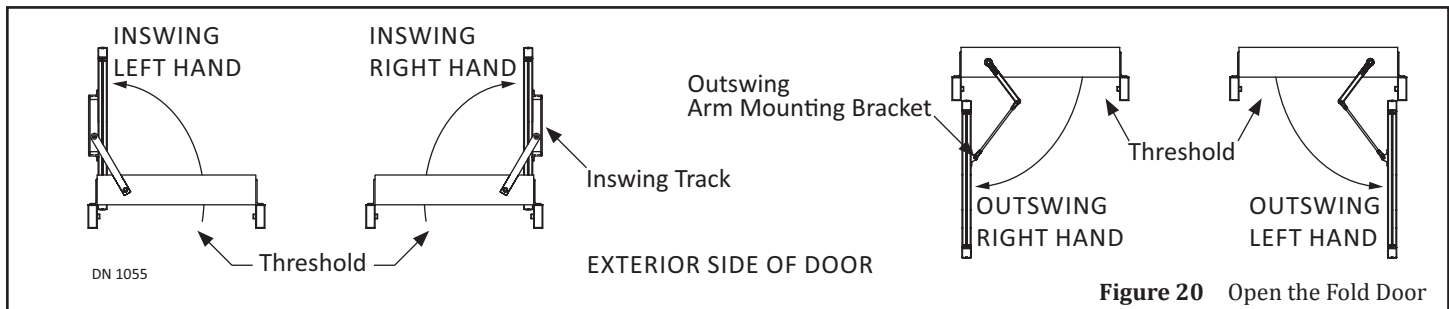 INSWING
LEFT HAND
INSWING
RIGHT HAND
Inswing Track
Threshold
DN 1055
EXTERIOR SIDE OF DOOR
Outswing
Arm Mounting Bracket
Threshold
OUTSWING
RIGHT HAND
OUTSWING
LEFT HAND
Figure 20 Open the Fold Door